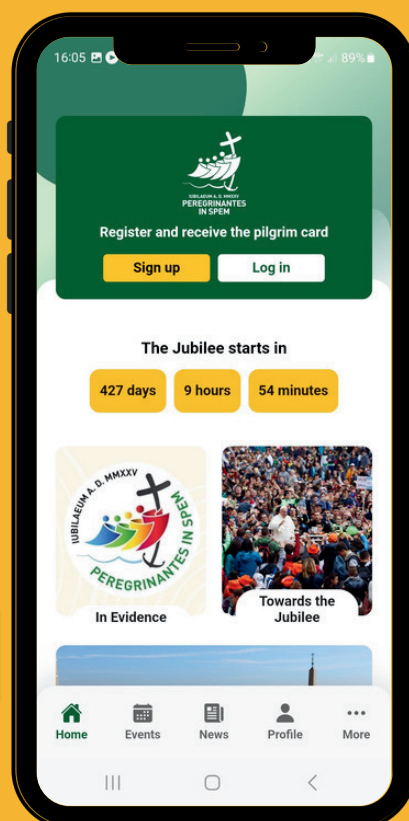 16:05
89%
IUBILAEUM A. D. MMXXV
PEREGRINANTES
IN SPEM
Register and receive the pilgrim card
Sign up
Log in
The Jubilee starts in
427 days
9 hours
54 minutes
IUBILAEUM A. D. MMXXV
PEREGRINANTES IN SPEM
In Evidence
Towards the
Jubilee
Home
Events
News
Profile
More